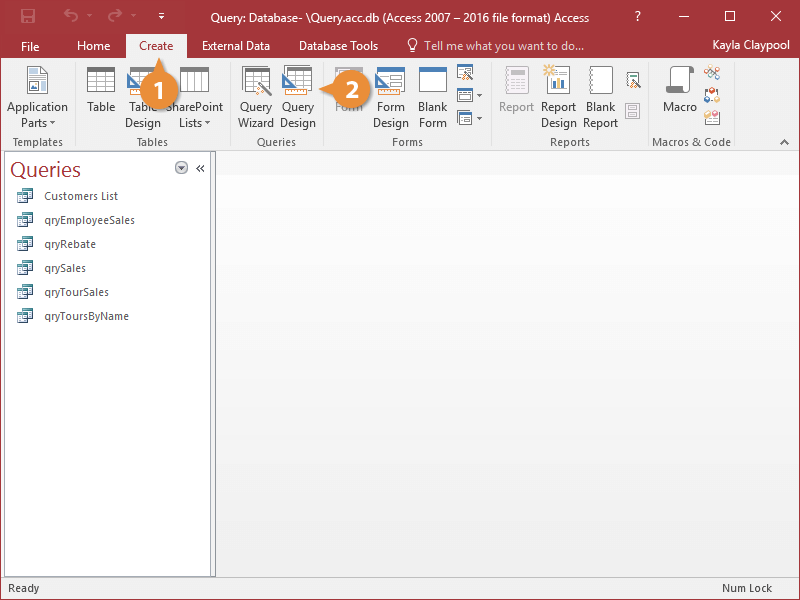 Query: Database- \Query.acc.db (Access 2007 – 2016 file format) Access ?
File Home Create External Data Database Tools Tell me what you want to do... Kayla Claypool
Application Parts
Table
Table Design
SharePoint Lists
Query Wizard
Query Design
Form
Form Design
Blank Form
Report
Report Design
Blank Report
Macro
1
2
Templates Tables Queries Forms Reports Macros & Code
Queries
Customers List
qryEmployeeSales
qryRebate
qrySales
qryTourSales
qryToursByName
Ready Num Lock